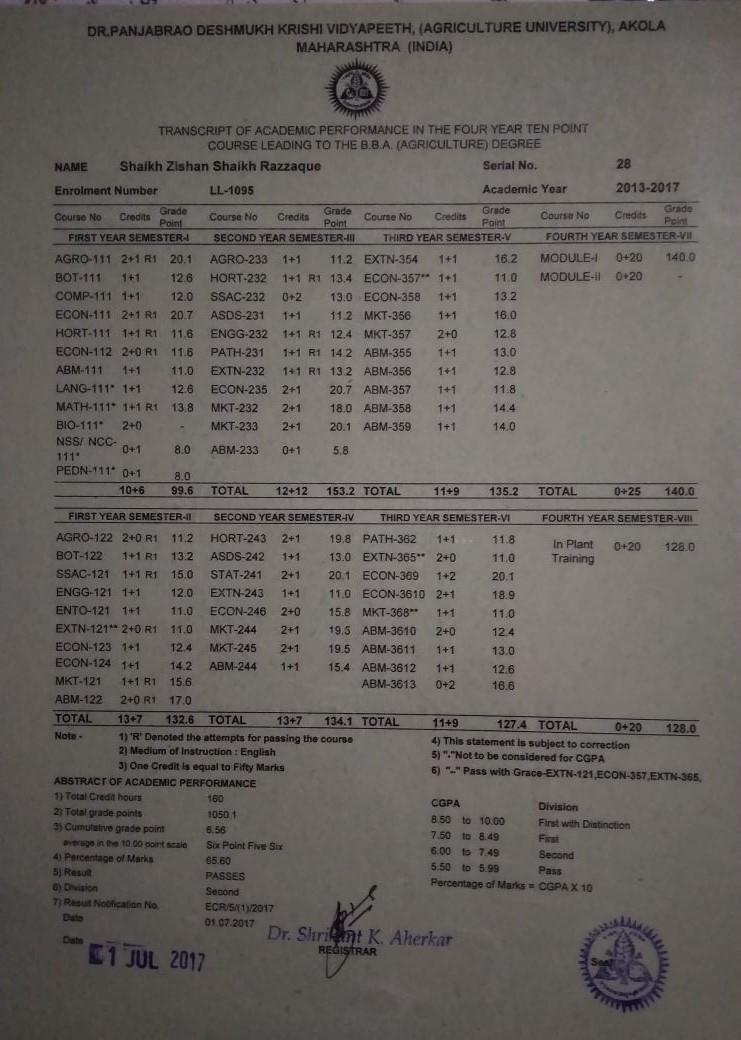 DR.PANJABRAO DESHMUKH KRISHI VIDYAPEETH, (AGRICULTURE UNIVERSITY), AKOLA
MAHARASHTRA (INDIA)
TRANSCRIPT OF ACADEMIC PERFORMANCE IN THE FOUR YEAR TEN POINT
COURSE LEADING TO THE B.B.A. (AGRICULTURE) DEGREE
NAME Shaikh Zishan Shaikh Razzaque Serial No. 28
Enrolment Number LL-1095 Academic Year 2013-2017
Course No Credits Grade Point Course No Credits Grade Point Course No Credits Grade Point Course No Credits Grade Point
FIRST YEAR SEMESTER-I SECOND YEAR SEMESTER-III THIRD YEAR SEMESTER-V FOURTH YEAR SEMESTER-VII
AGRO-111 2+1 R1 20.1 AGRO-233 1+1 11.2 EXTN-354 1+1 16.2 MODULE-I 0+20 140.0
BOT-111 1+1 12.6 HORT-232 1+1 R1 13.4 ECON-357** 1+1 11.0 MODULE-II 0+20 -
COMP-111 1+1 12.0 SSAC-232 0+2 13.0 ECON-358 1+1 13.2
ECON-111 2+1 R1 20.7 ASDS-231 1+1 11.2 MKT-356 1+1 16.0
HORT-111 1+1 R1 11.6 ENGG-232 1+1 R1 12.4 MKT-357 2+0 12.8
ECON-112 2+0 R1 11.6 PATH-231 1+1 R1 14.2 ABM-355 1+1 13.0
ABM-111 1+1 11.0 EXTN-232 1+1 R1 13.2 ABM-356 1+1 12.8
LANG-111* 1+1 12.6 ECON-235 2+1 20.7 ABM-357 1+1 11.8
MATH-111* 1+1 R1 13.8 MKT-232 2+1 18.0 ABM-358 1+1 14.4
BIO-111* 2+0 - MKT-233 2+1 20.1 ABM-359 1+1 14.0
NSS/ NCC-111* 0+1 8.0 ABM-233 0+1 5.8
PEDN-111* 0+1 8.0
10+6 99.6 TOTAL 12+12 153.2 TOTAL 11+9 135.2 TOTAL 0+25 140.0
FIRST YEAR SEMESTER-II SECOND YEAR SEMESTER-IV THIRD YEAR SEMESTER-VI FOURTH YEAR SEMESTER-VIII
AGRO-122 2+0 R1 11.2 HORT-243 2+1 19.8 PATH-362 1+1 11.8 In Plant Training 0+20 128.0
BOT-122 1+1 R1 13.2 ASDS-242 1+1 13.0 EXTN-365** 2+0 11.0
SSAC-121 1+1 R1 15.0 STAT-241 2+1 20.1 ECON-369 1+2 20.1
ENGG-121 1+1 12.0 EXTN-243 1+1 11.0 ECON-3610 2+1 18.9
ENTO-121 1+1 11.0 ECON-246 2+0 15.8 MKT-368** 1+1 11.0
EXTN-121** 2+0 R1 11.0 MKT-244 2+1 19.5 ABM-3610 2+0 12.4
ECON-123 1+1 12.4 MKT-245 2+1 19.5 ABM-3611 1+1 13.0
ECON-124 1+1 14.2 ABM-244 1+1 15.4 ABM-3612 1+1 12.6
MKT-121 1+1 R1 15.6 ABM-3613 0+2 16.6
ABM-122 2+0 R1 17.0
TOTAL 13+7 132.6 TOTAL 13+7 134.1 TOTAL 11+9 127.4 TOTAL 0+20 128.0
Note - 1) 'R' Denoted the attempts for passing the course
2) Medium of Instruction : English
3) One Credit is equal to Fifty Marks
4) This statement is subject to correction
5) "-"Not to be considered for CGPA
6) "--" Pass with Grace-EXTN-121,ECON-357,EXTN-365,
ABSTRACT OF ACADEMIC PERFORMANCE
1) Total Credit hours 160
2) Total grade points 1050.1
3) Cumulative grade point 6.56
average in the 10.00 point scale Six Point Five Six
4) Percentage of Marks 65.60
5) Result PASSES
6) Division Second
7) Result Notification No. ECR/5/(1)/2017
Date 01.07.2017
CGPA Division
8.50 to 10.00 First with Distinction
7.50 to 8.49 First
6.00 to 7.49 Second
5.50 to 5.99 Pass
Percentage of Marks = CGPA X 10
Date 1 JUL 2017
Dr. Shrikant K. Aherkar
REGISTRAR
Seal